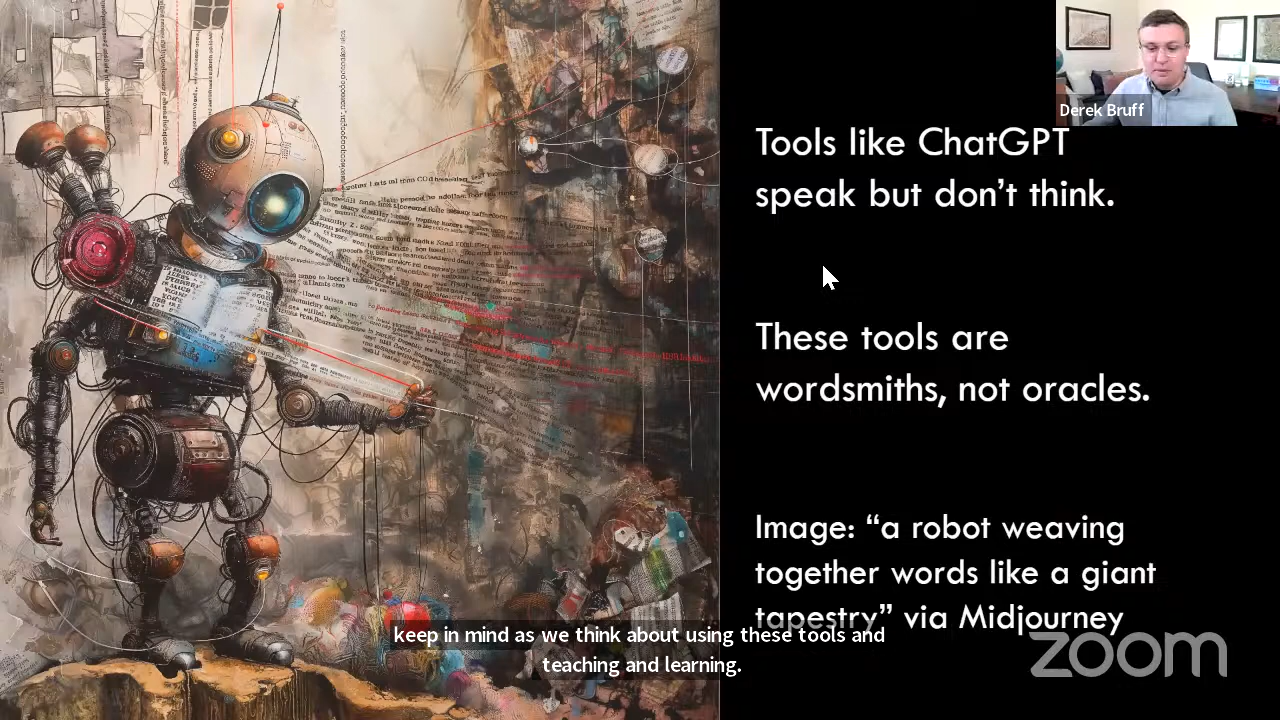 Derek Bruff
Tools like ChatGPT
speak but don’t think.
These tools are
wordsmiths, not oracles.
Image: “a robot weaving
together words like a giant
tapestry” via Midjourney
keep in mind as we think about using these tools and
teaching and learning.
zoom